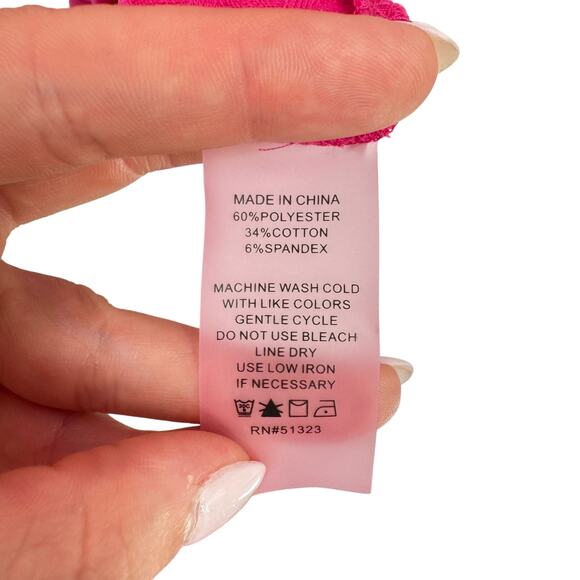 MADE IN CHINA
60%POLYESTER
34%COTTON
6%SPANDEX
MACHINE WASH COLD
WITH LIKE COLORS
GENTLE CYCLE
DO NOT USE BLEACH
LINE DRY
USE LOW IRON
IF NECESSARY
RN#51323